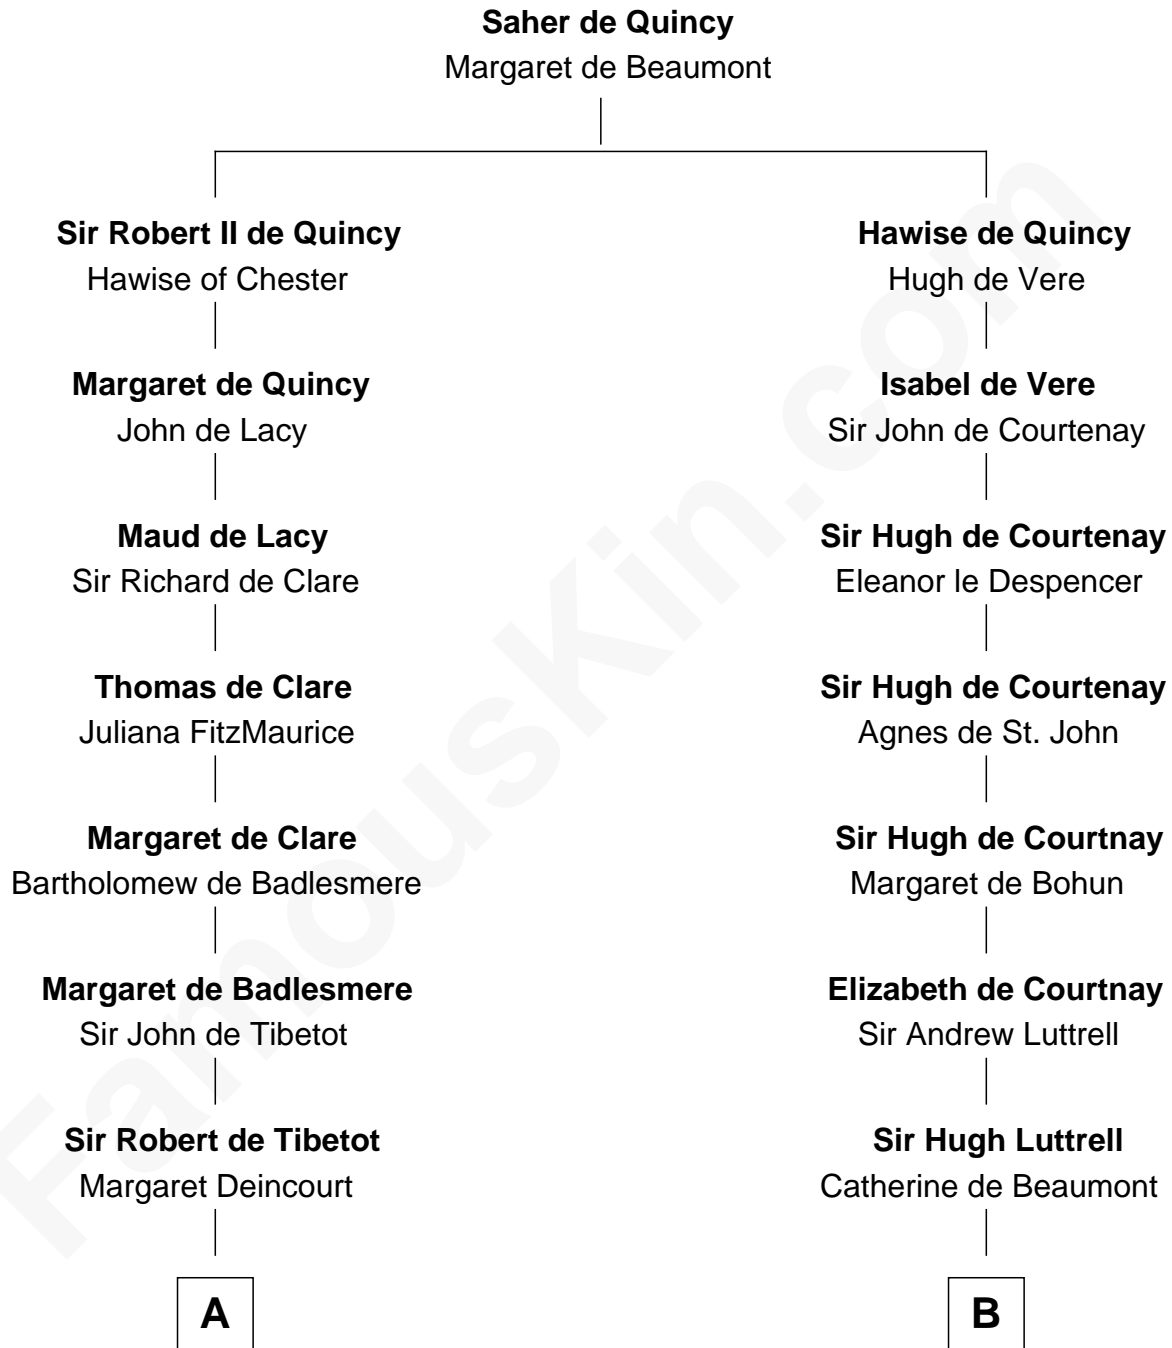 Saher de Quincy
Margaret de Beaumont
Sir Robert II de Quincy
Hawise of Chester
Margaret de Quincy
John de Lacy
Maud de Lacy
Sir Richard de Clare
Thomas de Clare
Juliana FitzMaurice
Margaret de Clare
Bartholomew de Badlesmere
Margaret de Badlesmere
Sir John de Tibetot
Sir Robert de Tibetot
Margaret Deincourt
A
Hawise de Quincy
Hugh de Vere
Isabel de Vere
Sir John de Courtenay
Sir Hugh de Courtenay
Eleanor le Despencer
Sir Hugh de Courtenay
Agnes de St. John
Sir Hugh de Courtnay
Margaret de Bohun
Elizabeth de Courtnay
Sir Andrew Luttrell
Sir Hugh Luttrell
Catherine de Beaumont
B
FamousKin.com